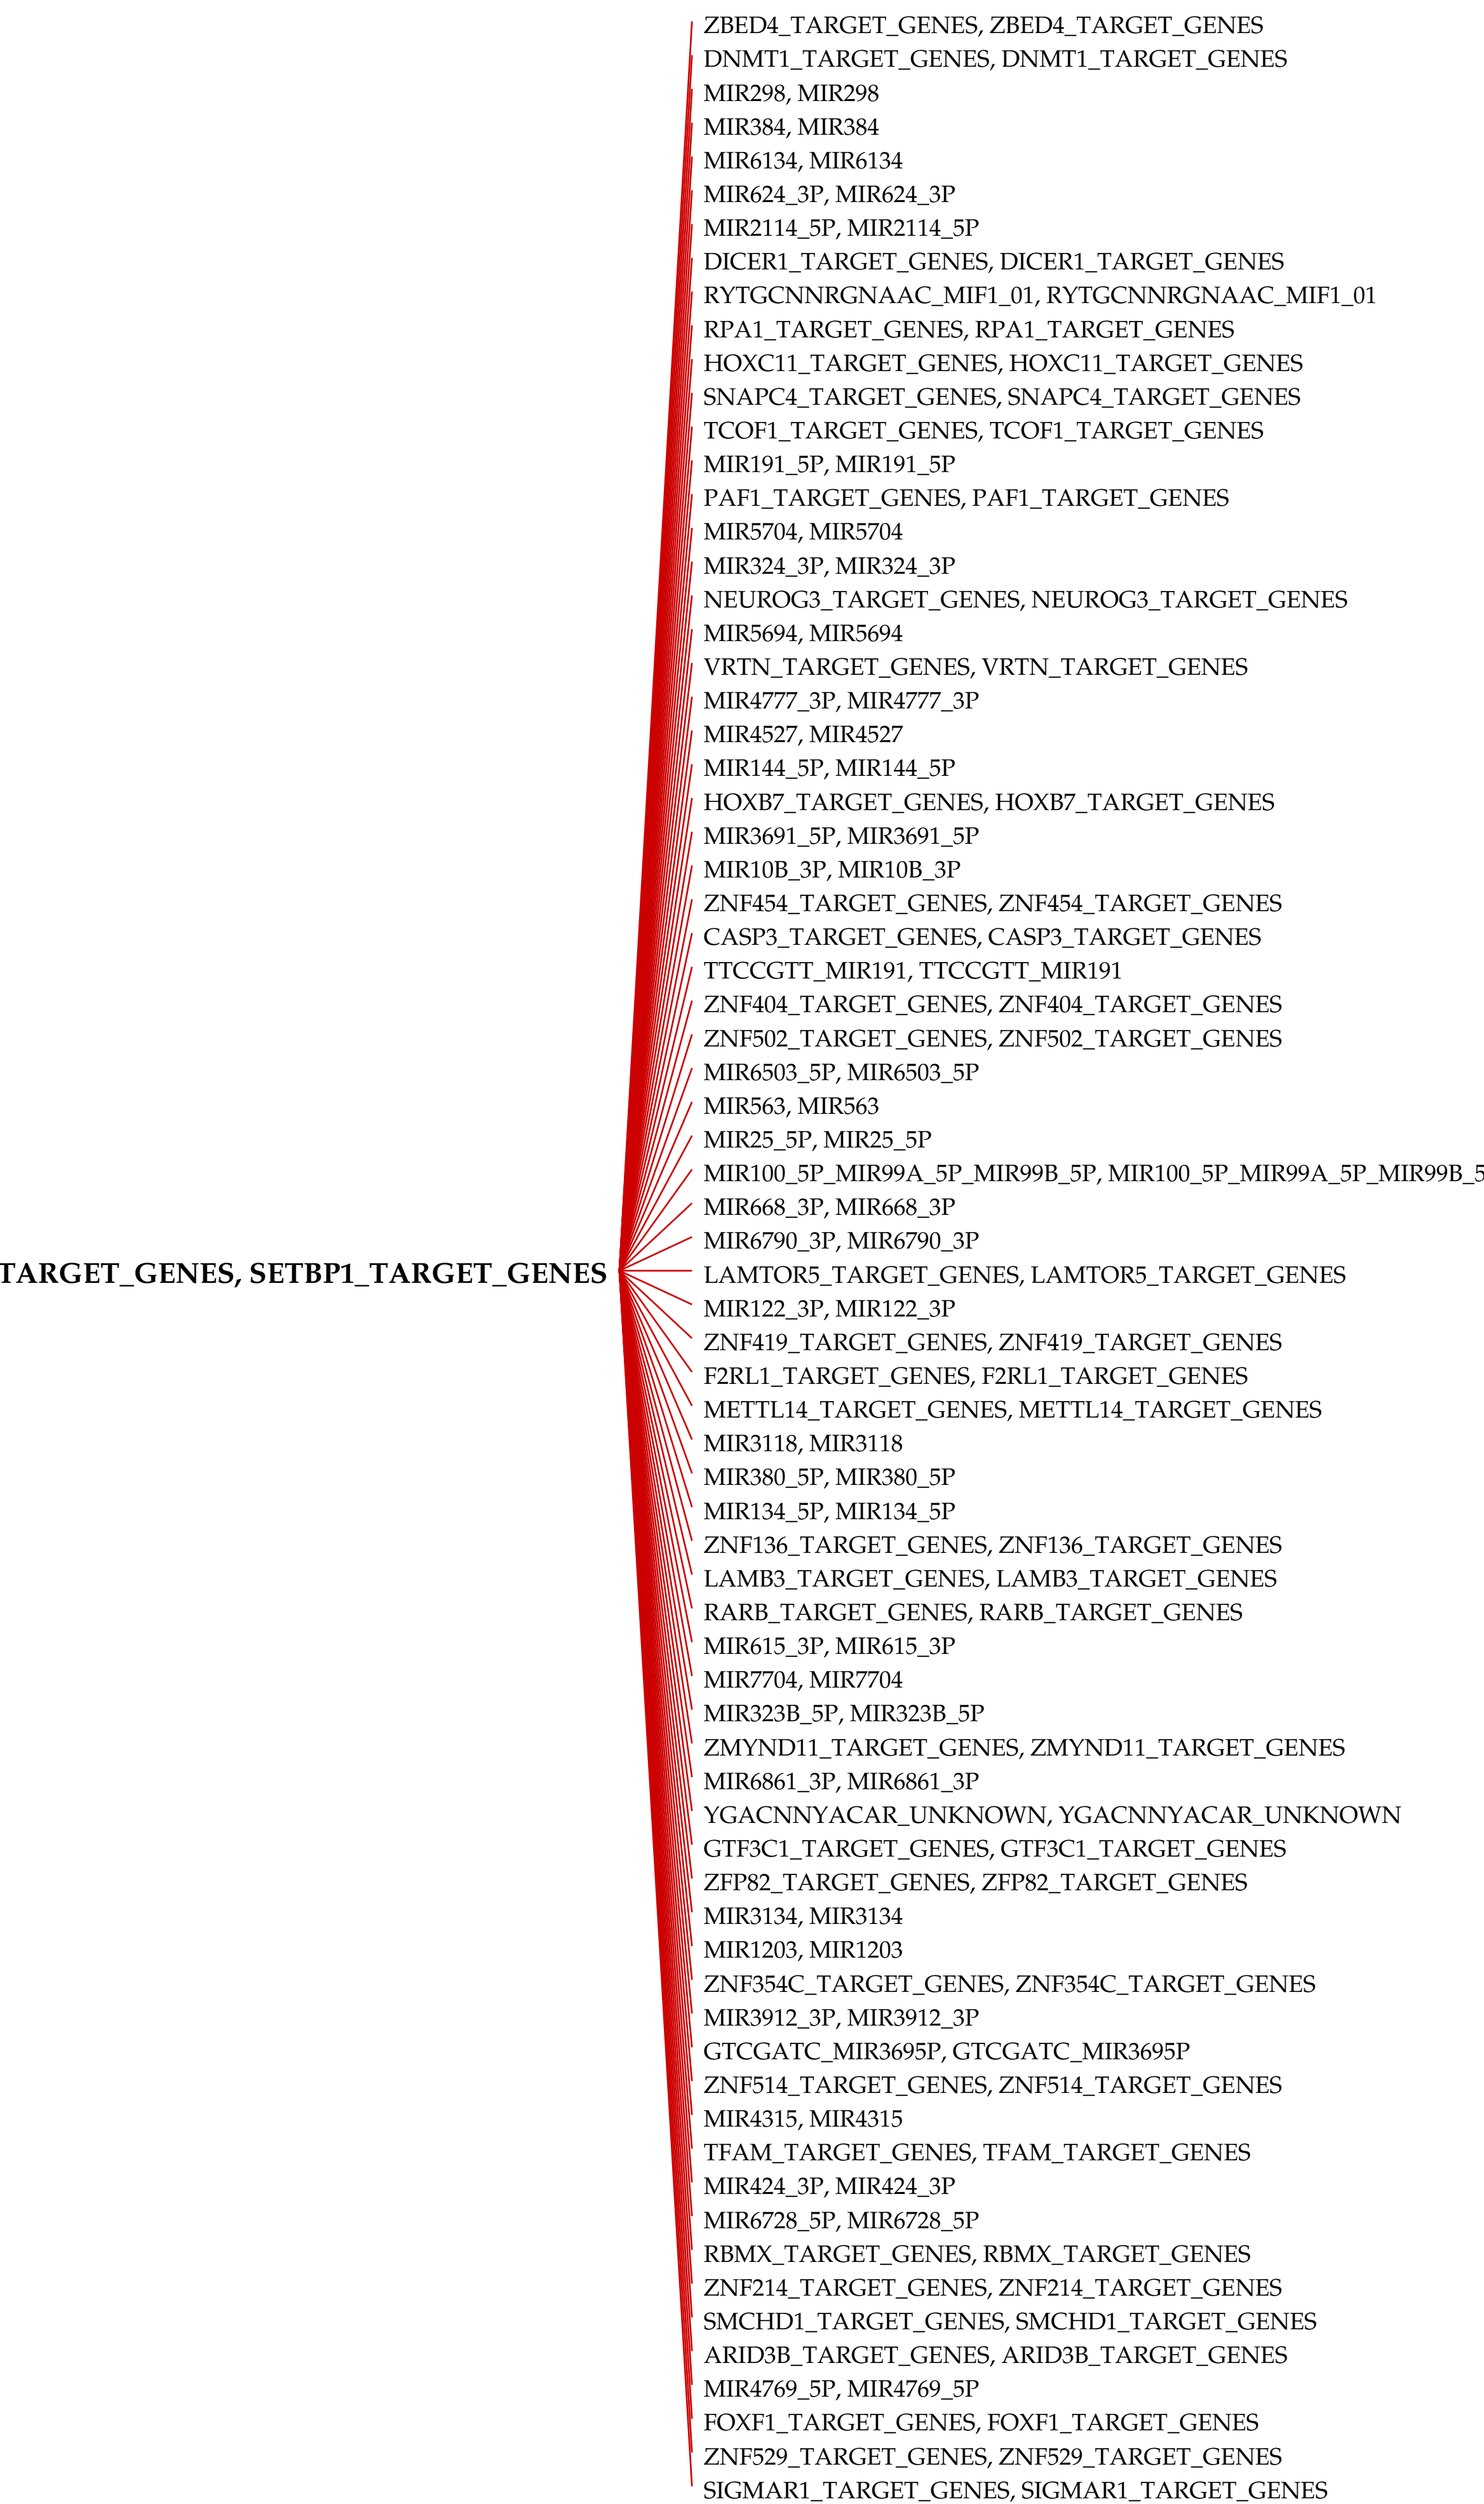 ZBED4_TARGET_GENES, ZBED4_TARGET_GENES
DNMT1_TARGET_GENES, DNMT1_TARGET_GENES
MIR298, MIR298
MIR384, MIR384
MIR6134, MIR6134
MIR624_3P, MIR624_3P
MIR2114_5P, MIR2114_5P
DICER1_TARGET_GENES, DICER1_TARGET_GENES
RYTGCNNRGNAAC_MIF1_01, RYTGCNNRGNAAC_MIF1_01
RPA1_TARGET_GENES, RPA1_TARGET_GENES
HOXC11_TARGET_GENES, HOXC11_TARGET_GENES
SNAPC4_TARGET_GENES, SNAPC4_TARGET_GENES
TCOF1_TARGET_GENES, TCOF1_TARGET_GENES
MIR191_5P, MIR191_5P
PAF1_TARGET_GENES, PAF1_TARGET_GENES
MIR5704, MIR5704
MIR324_3P, MIR324_3P
NEUROG3_TARGET_GENES, NEUROG3_TARGET_GENES
MIR5694, MIR5694
VRTN_TARGET_GENES, VRTN_TARGET_GENES
MIR4777_3P, MIR4777_3P
MIR4527, MIR4527
MIR144_5P, MIR144_5P
HOXB7_TARGET_GENES, HOXB7_TARGET_GENES
MIR3691_5P, MIR3691_5P
MIR10B_3P, MIR10B_3P
ZNF454_TARGET_GENES, ZNF454_TARGET_GENES
CASP3_TARGET_GENES, CASP3_TARGET_GENES
TTCCGTT_MIR191, TTCCGTT_MIR191
ZNF404_TARGET_GENES, ZNF404_TARGET_GENES
ZNF502_TARGET_GENES, ZNF502_TARGET_GENES
MIR6503_5P, MIR6503_5P
MIR563, MIR563
MIR25_5P, MIR25_5P
MIR100_5P_MIR99A_5P_MIR99B_5P, MIR100_5P_MIR99A_5P_MIR99B_5
MIR668_3P, MIR668_3P
MIR6790_3P, MIR6790_3P
TARGET_GENES, SETBP1_TARGET_GENES
LAMTOR5_TARGET_GENES, LAMTOR5_TARGET_GENES
MIR122_3P, MIR122_3P
ZNF419_TARGET_GENES, ZNF419_TARGET_GENES
F2RL1_TARGET_GENES, F2RL1_TARGET_GENES
METTL14_TARGET_GENES, METTL14_TARGET_GENES
MIR3118, MIR3118
MIR380_5P, MIR380_5P
MIR134_5P, MIR134_5P
ZNF136_TARGET_GENES, ZNF136_TARGET_GENES
LAMB3_TARGET_GENES, LAMB3_TARGET_GENES
RARB_TARGET_GENES, RARB_TARGET_GENES
MIR615_3P, MIR615_3P
MIR7704, MIR7704
MIR323B_5P, MIR323B_5P
ZMYND11_TARGET_GENES, ZMYND11_TARGET_GENES
MIR6861_3P, MIR6861_3P
YGACNNYACAR_UNKNOWN, YGACNNYACAR_UNKNOWN
GTF3C1_TARGET_GENES, GTF3C1_TARGET_GENES
ZFP82_TARGET_GENES, ZFP82_TARGET_GENES
MIR3134, MIR3134
MIR1203, MIR1203
ZNF354C_TARGET_GENES, ZNF354C_TARGET_GENES
MIR3912_3P, MIR3912_3P
GTCGATC_MIR3695P, GTCGATC_MIR3695P
ZNF514_TARGET_GENES, ZNF514_TARGET_GENES
MIR4315, MIR4315
TFAM_TARGET_GENES, TFAM_TARGET_GENES
MIR424_3P, MIR424_3P
MIR6728_5P, MIR6728_5P
RBMX_TARGET_GENES, RBMX_TARGET_GENES
ZNF214_TARGET_GENES, ZNF214_TARGET_GENES
SMCHD1_TARGET_GENES, SMCHD1_TARGET_GENES
ARID3B_TARGET_GENES, ARID3B_TARGET_GENES
MIR4769_5P, MIR4769_5P
FOXF1_TARGET_GENES, FOXF1_TARGET_GENES
ZNF529_TARGET_GENES, ZNF529_TARGET_GENES
SIGMAR1_TARGET_GENES, SIGMAR1_TARGET_GENES